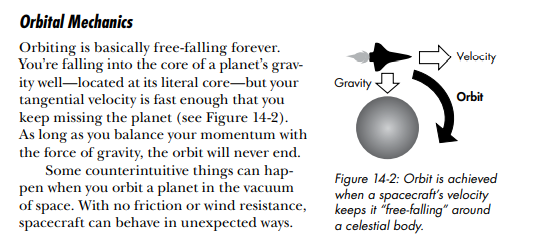 Orbital Mechanics
Orbiting is basically free-falling forever.
You’re falling into the core of a planet’s grav-
ity well—located at its literal core—but your
tangential velocity is fast enough that you
keep missing the planet (see Figure 14-2).
As long as you balance your momentum with
the force of gravity, the orbit will never end.
Some counterintuitive things can hap-
pen when you orbit a planet in the vacuum
of space. With no friction or wind resistance,
spacecraft can behave in unexpected ways.
Velocity
Gravity
Orbit
Figure 14-2: Orbit is achieved
when a spacecraft’s velocity
keeps it “free-falling” around
a celestial body.